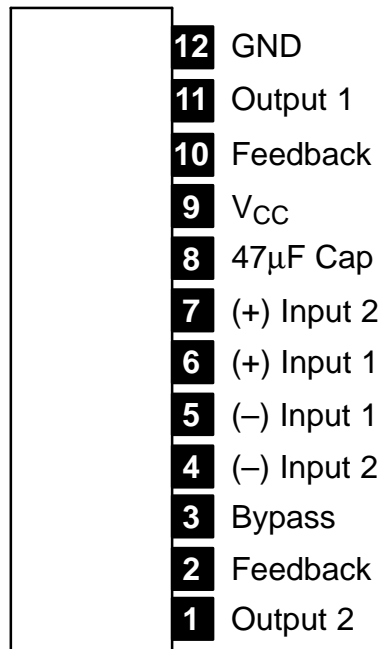 12 GND
11 Output 1
10 Feedback
9 VCC
8 47μF Cap
7 (+) Input 2
6 (+) Input 1
5 (–) Input 1
4 (–) Input 2
3 Bypass
2 Feedback
1 Output 2